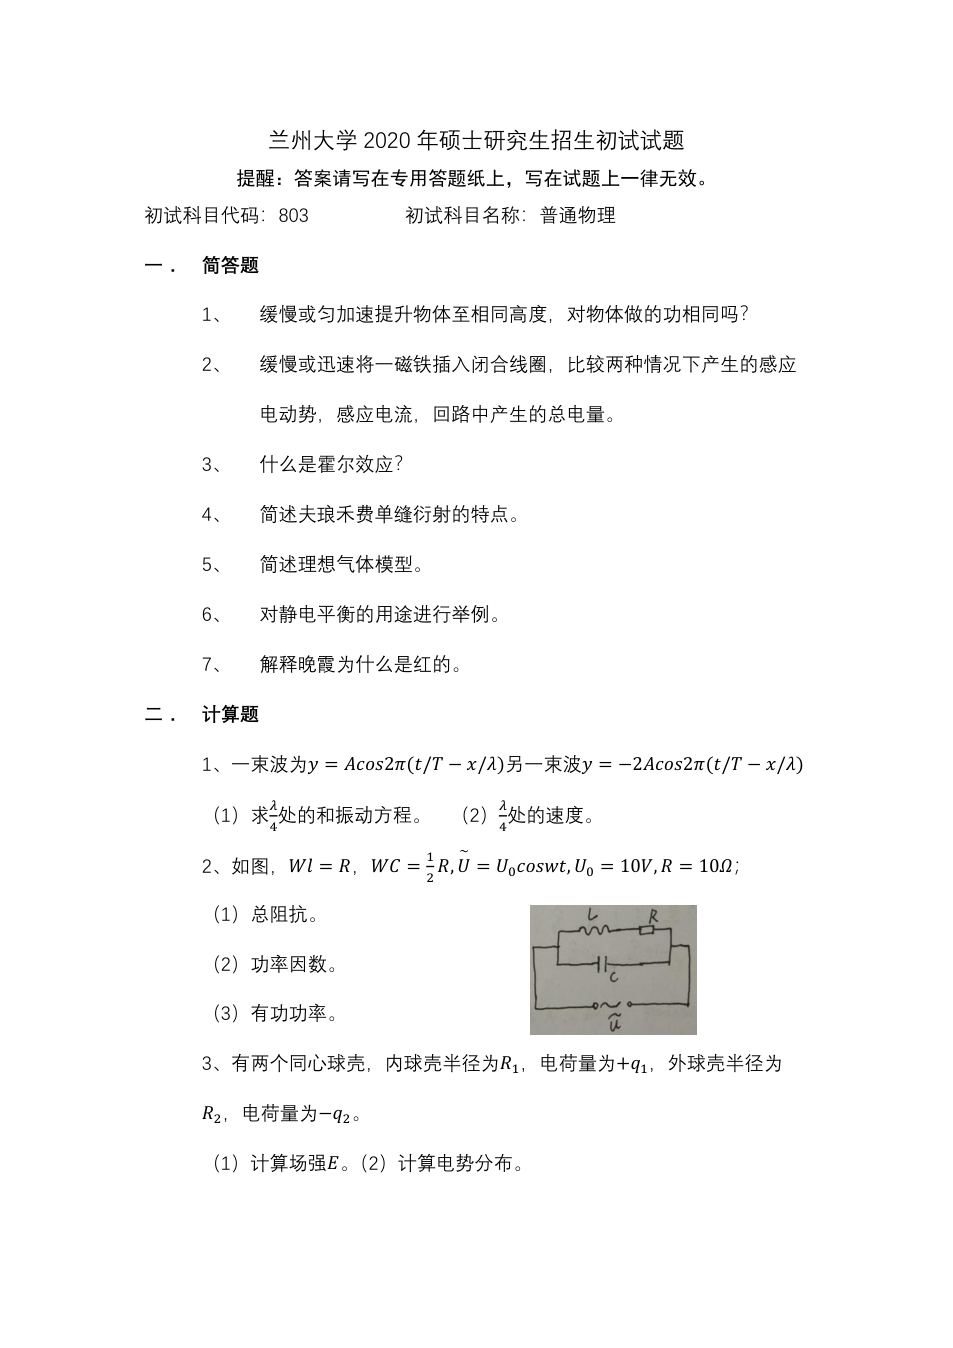 兰州大学 2020 年硕士研究生招生初试试题
提醒：答案请写在专用答题纸上，写在试题上一律无效。
初试科目代码：803 初试科目名称：普通物理
一． 简答题
1、 缓慢或匀加速提升物体至相同高度，对物体做的功相同吗？
2、 缓慢或迅速将一磁铁插入闭合线圈，比较两种情况下产生的感应
电动势，感应电流，回路中产生的总电量。
3、 什么是霍尔效应？
4、 简述夫琅禾费单缝衍射的特点。
5、 简述理想气体模型。
6、 对静电平衡的用途进行举例。
7、 解释晚霞为什么是红的。
二． 计算题
1、一束波为y = Acos2π(t/T − x/λ)另一束波y = −2Acos2π(t/T − x/λ)
（1）求λ/4处的和振动方程。 （2）λ/4处的速度。
2、如图，Wl = R，WC = 1/2 R, Ũ = U₀coswt, U₀ = 10V, R = 10Ω；
（1）总阻抗。
L R
（2）功率因数。
C
（3）有功功率。
ũ
3、有两个同心球壳，内球壳半径为R₁，电荷量为+q₁，外球壳半径为
R₂，电荷量为−q₂。
（1）计算场强E。（2）计算电势分布。